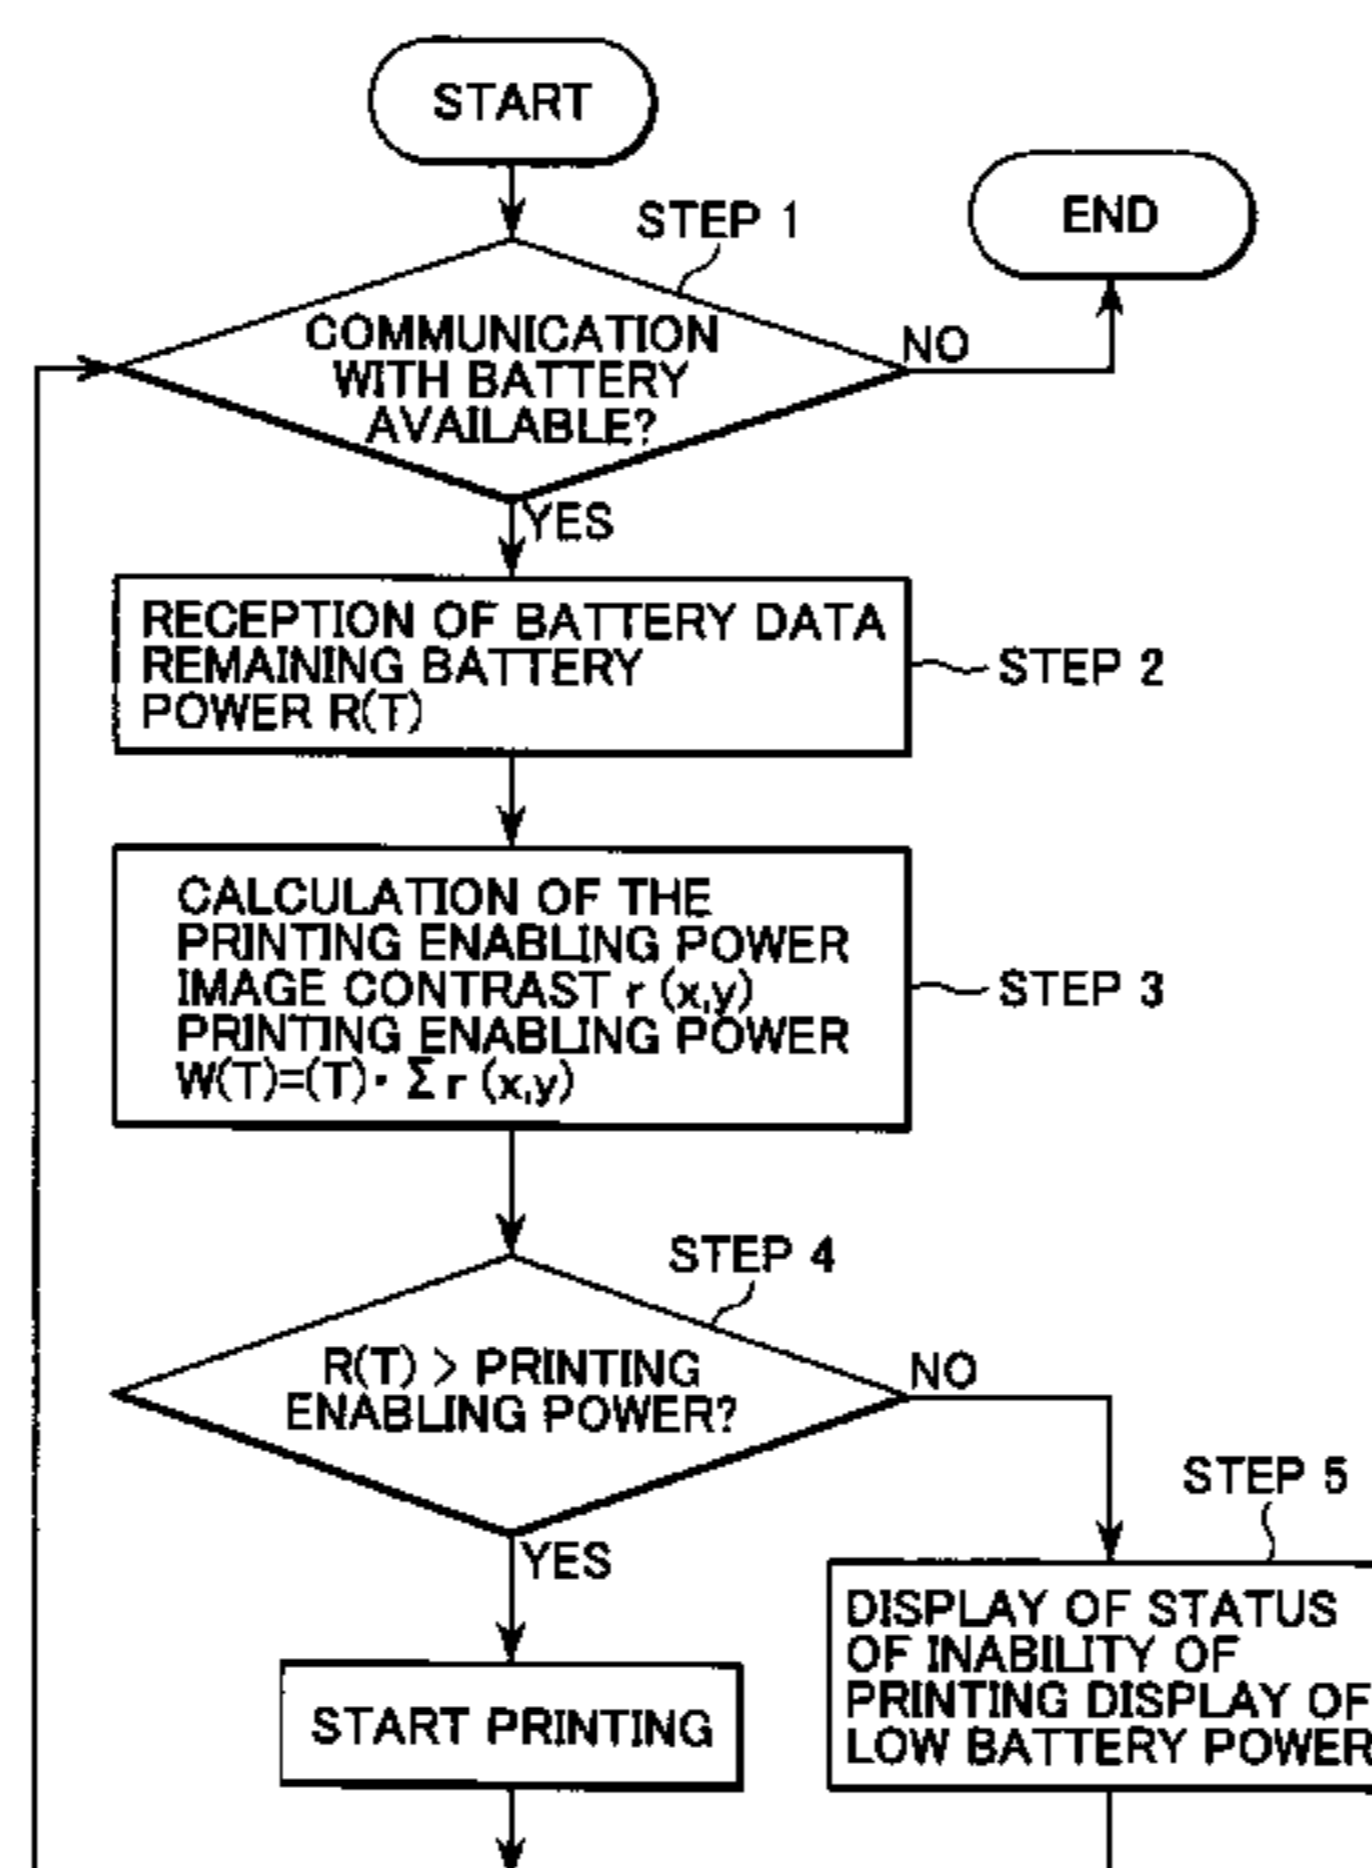 START
END
STEP 1
COMMUNICATION
WITH BATTERY
AVAILABLE?
NO
YES
RECEPTION OF BATTERY DATA
REMAINING BATTERY
POWER R(T)
STEP 2
CALCULATION OF THE
PRINTING ENABLING POWER
IMAGE CONTRAST r (x,y)
PRINTING ENABLING POWER
W(T)=(T)・Σr (x,y)
STEP 3
STEP 4
R(T) > PRINTING
ENABLING POWER?
NO
YES
STEP 5
START PRINTING
DISPLAY OF STATUS
OF INABILITY OF
PRINTING DISPLAY OF
LOW BATTERY POWER